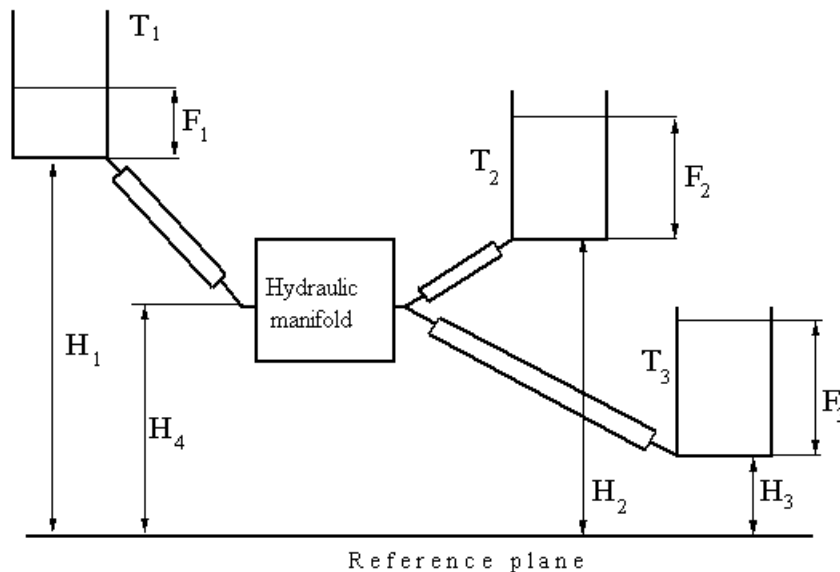 T1
F1
T2
F2
Hydraulic
manifold
H1
T3
H4
H2
H3
Reference plane